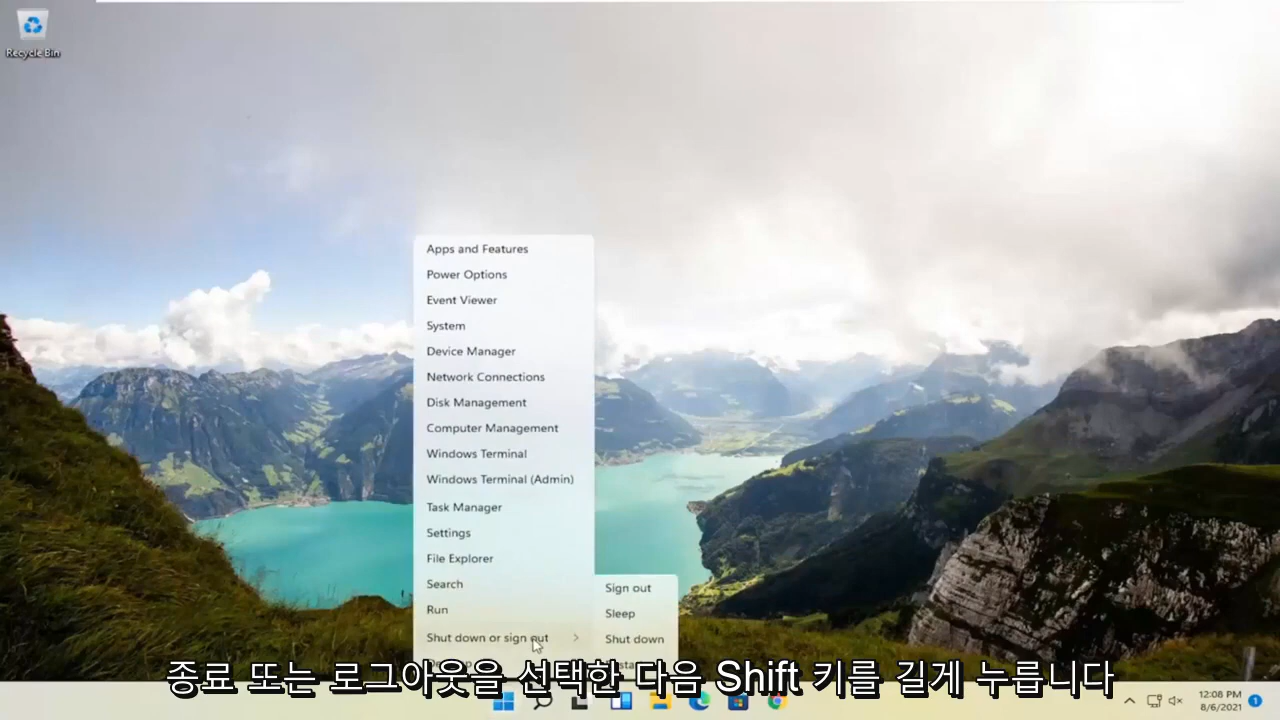 Recycle Bin
Apps and Features
Power Options
Event Viewer
System
Device Manager
Network Connections
Disk Management
Computer Management
Windows Terminal
Windows Terminal (Admin)
Task Manager
Settings
File Explorer
Search
Run
Shut down or sign out
Sign out
Sleep
Shut down
종료 또는 로그아웃을 선택한 다음 Shift 키를 길게 누릅니다
12:08 PM
8/6/2021
1